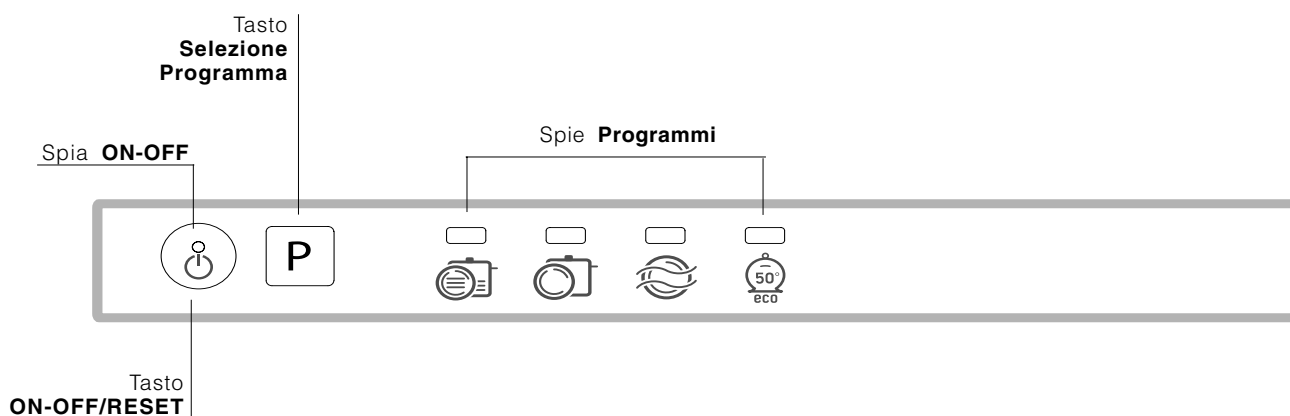 Tasto
Selezione
Programma
Spia ON-OFF
Spie Programmi
P
50°
eco
Tasto
ON-OFF/RESET